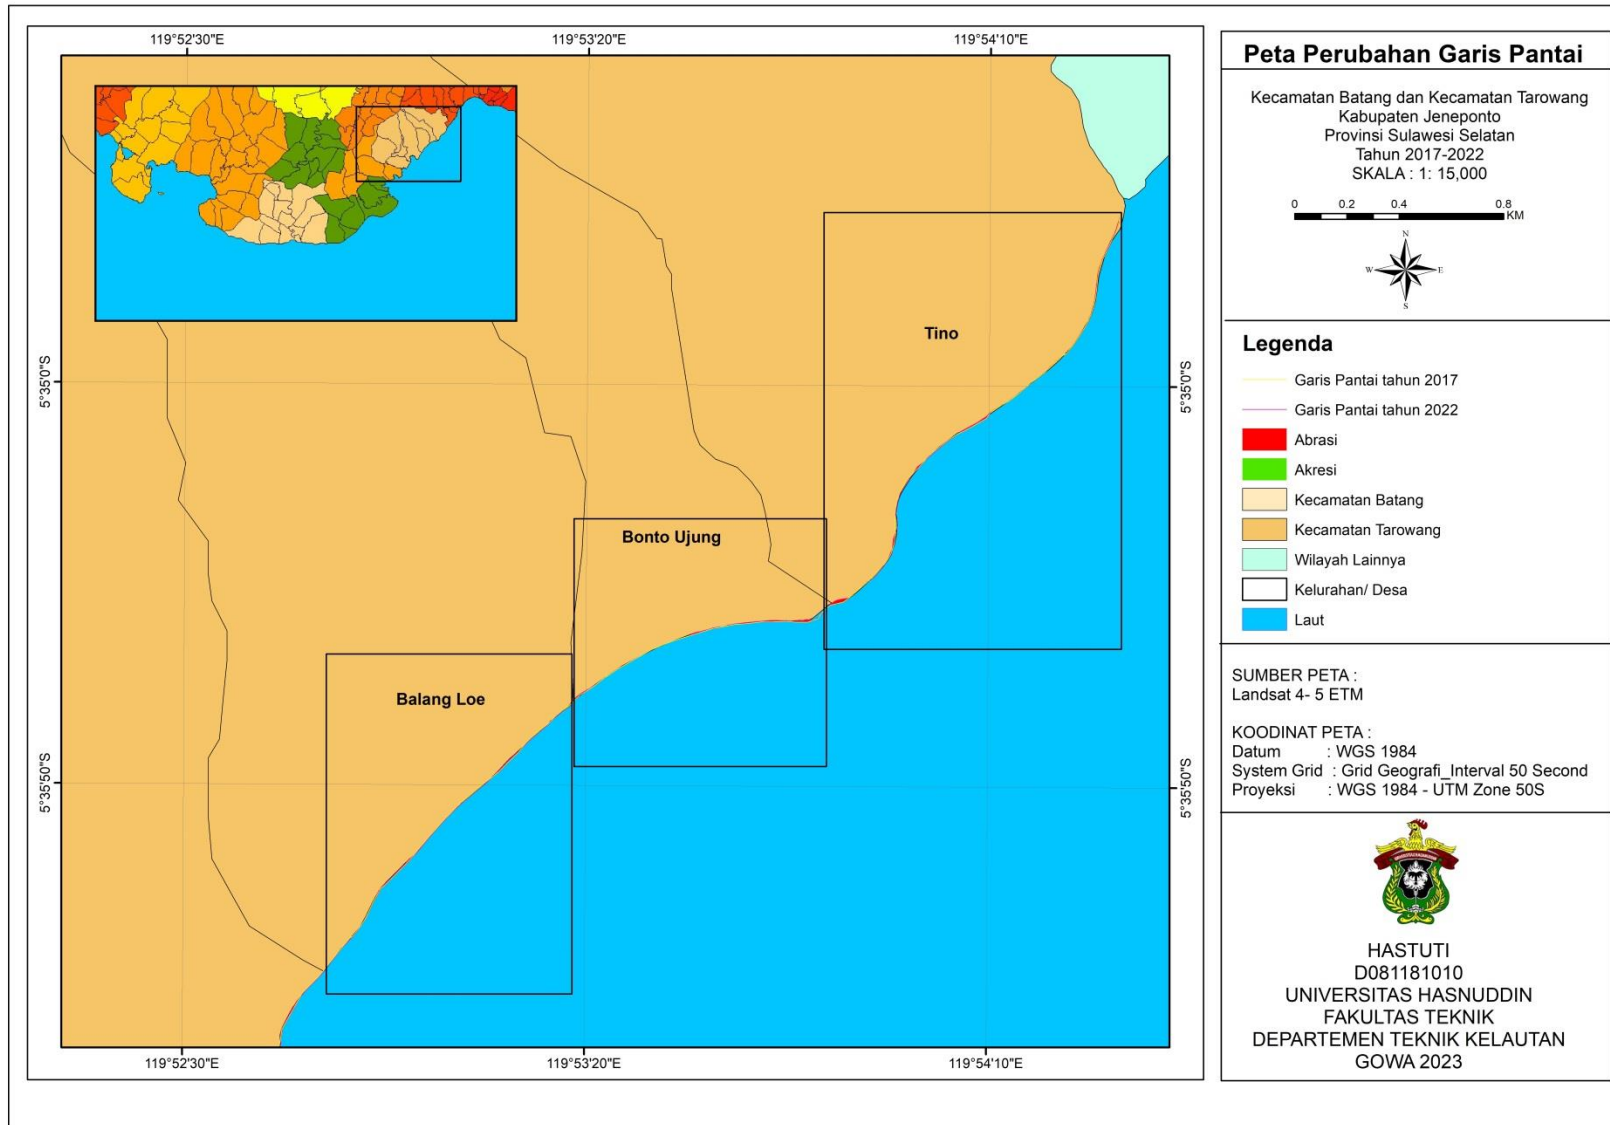 119°52'30"E
119°53'20"E
119°54'10"E
5°35'0"S
5°35'0"S
Tino
Bonto Ujung
Balang Loe
5°35'50"S
5°35'50"S
119°52'30"E
119°53'20"E
119°54'10"E
Peta Perubahan Garis Pantai
Kecamatan Batang dan Kecamatan Tarowang
Kabupaten Jeneponto
Provinsi Sulawesi Selatan
Tahun 2017-2022
SKALA : 1: 15,000
0 0.2 0.4 0.8
KM
N
W E
S
Legenda
Garis Pantai tahun 2017
Garis Pantai tahun 2022
Abrasi
Akresi
Kecamatan Batang
Kecamatan Tarowang
Wilayah Lainnya
Kelurahan/ Desa
Laut
SUMBER PETA :
Landsat 4- 5 ETM
KOODINAT PETA :
Datum : WGS 1984
System Grid : Grid Geografi_Interval 50 Second
Proyeksi : WGS 1984 - UTM Zone 50S
HASTUTI
D081181010
UNIVERSITAS HASNUDDIN
FAKULTAS TEKNIK
DEPARTEMEN TEKNIK KELAUTAN
GOWA 2023